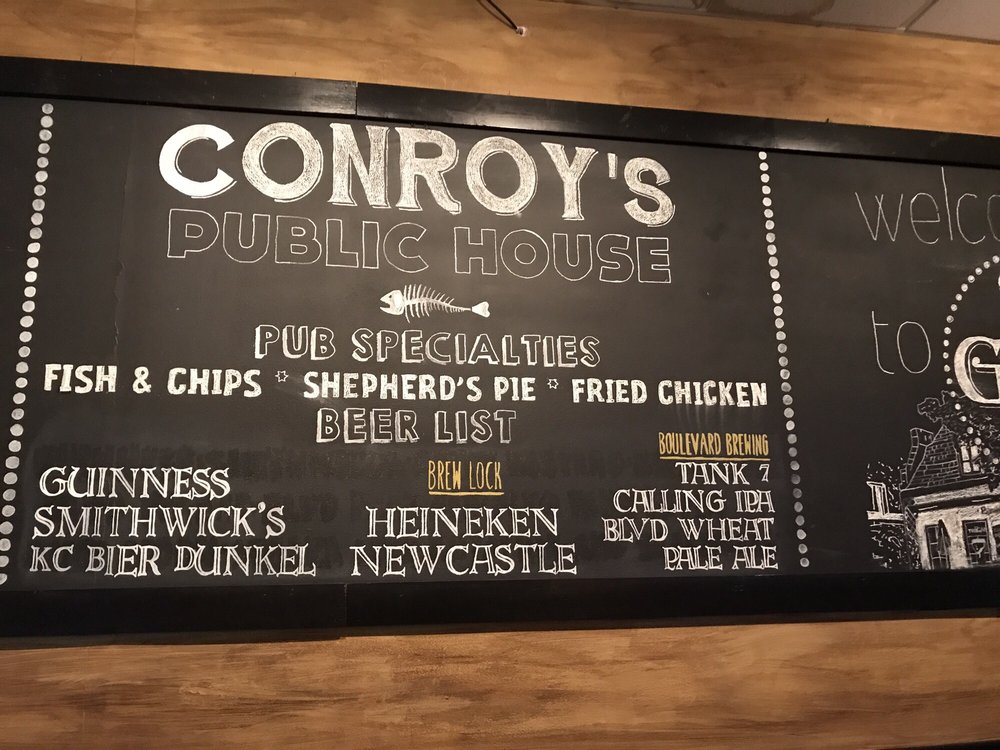 CONROY'S
PUBLIC HOUSE
PUB SPECIALTIES
FISH & CHIPS * SHEPHERD'S PIE * FRIED CHICKEN
BEER LIST
GUINNESS
SMITHWICK'S
KC BIER DUNKEL
BREW LOCK
HEINEKEN
NEWCASTLE
BOULEVARD BREWING
TANK 7
CALLING IPA
BLVD WHEAT
PALE ALE
to